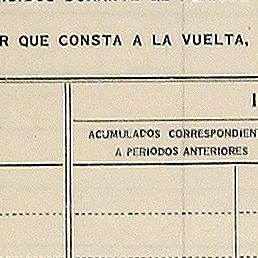 R QUE CONSTA A LA VUELTA,
ACUMULADOS CORRESPONDIEN
A PERIODOS ANTERIORES